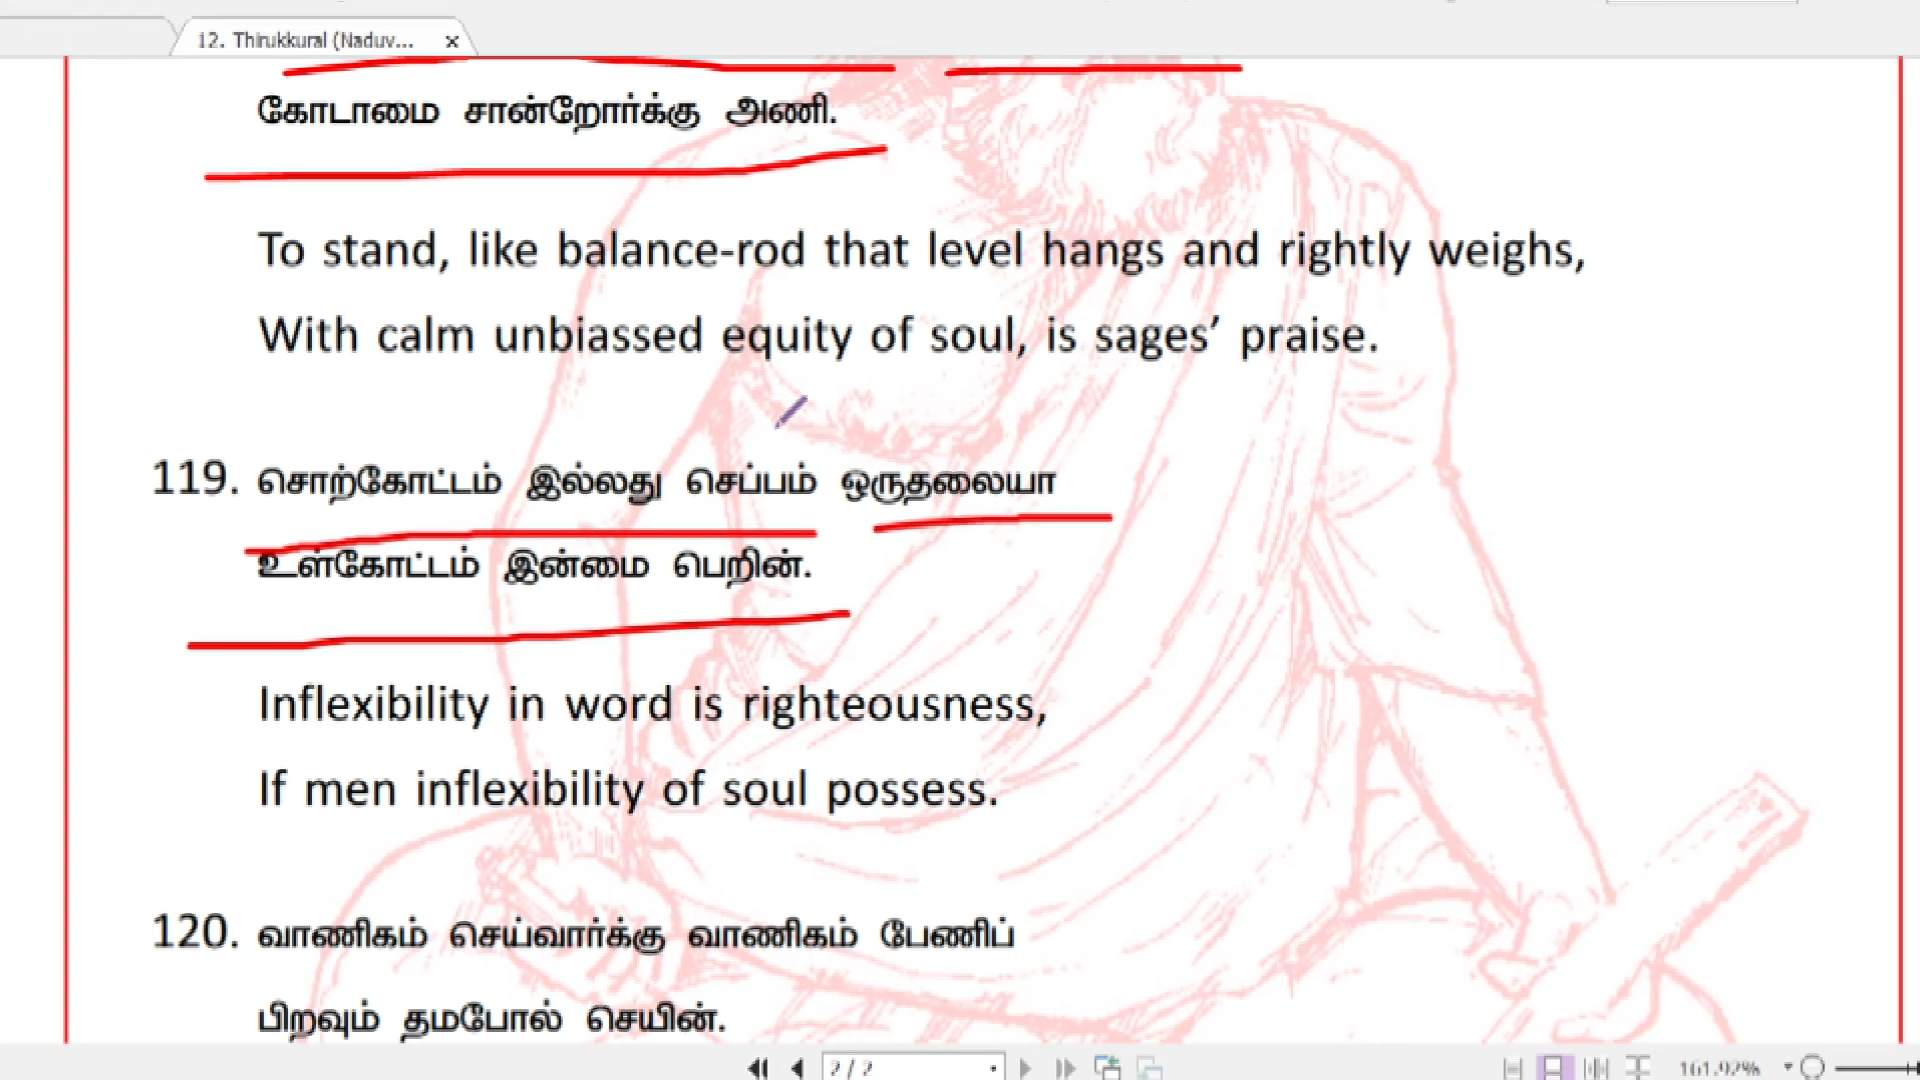 12. Thirukkural (Naduv...
கோடாமை சான்றோர்க்கு அணி.
To stand, like balance-rod that level hangs and rightly weighs,
With calm unbiassed equity of soul, is sages’ praise.
119. சொற்கோட்டம் இல்லது செப்பம் ஒருதலையா
உள்கோட்டம் இன்மை பெறின்.
Inflexibility in word is righteousness,
If men inflexibility of soul possess.
120. வாணிகம் செய்வார்க்கு வாணிகம் பேணிப்
பிறவும் தமபோல் செயின்.
2 / 2
161.92%